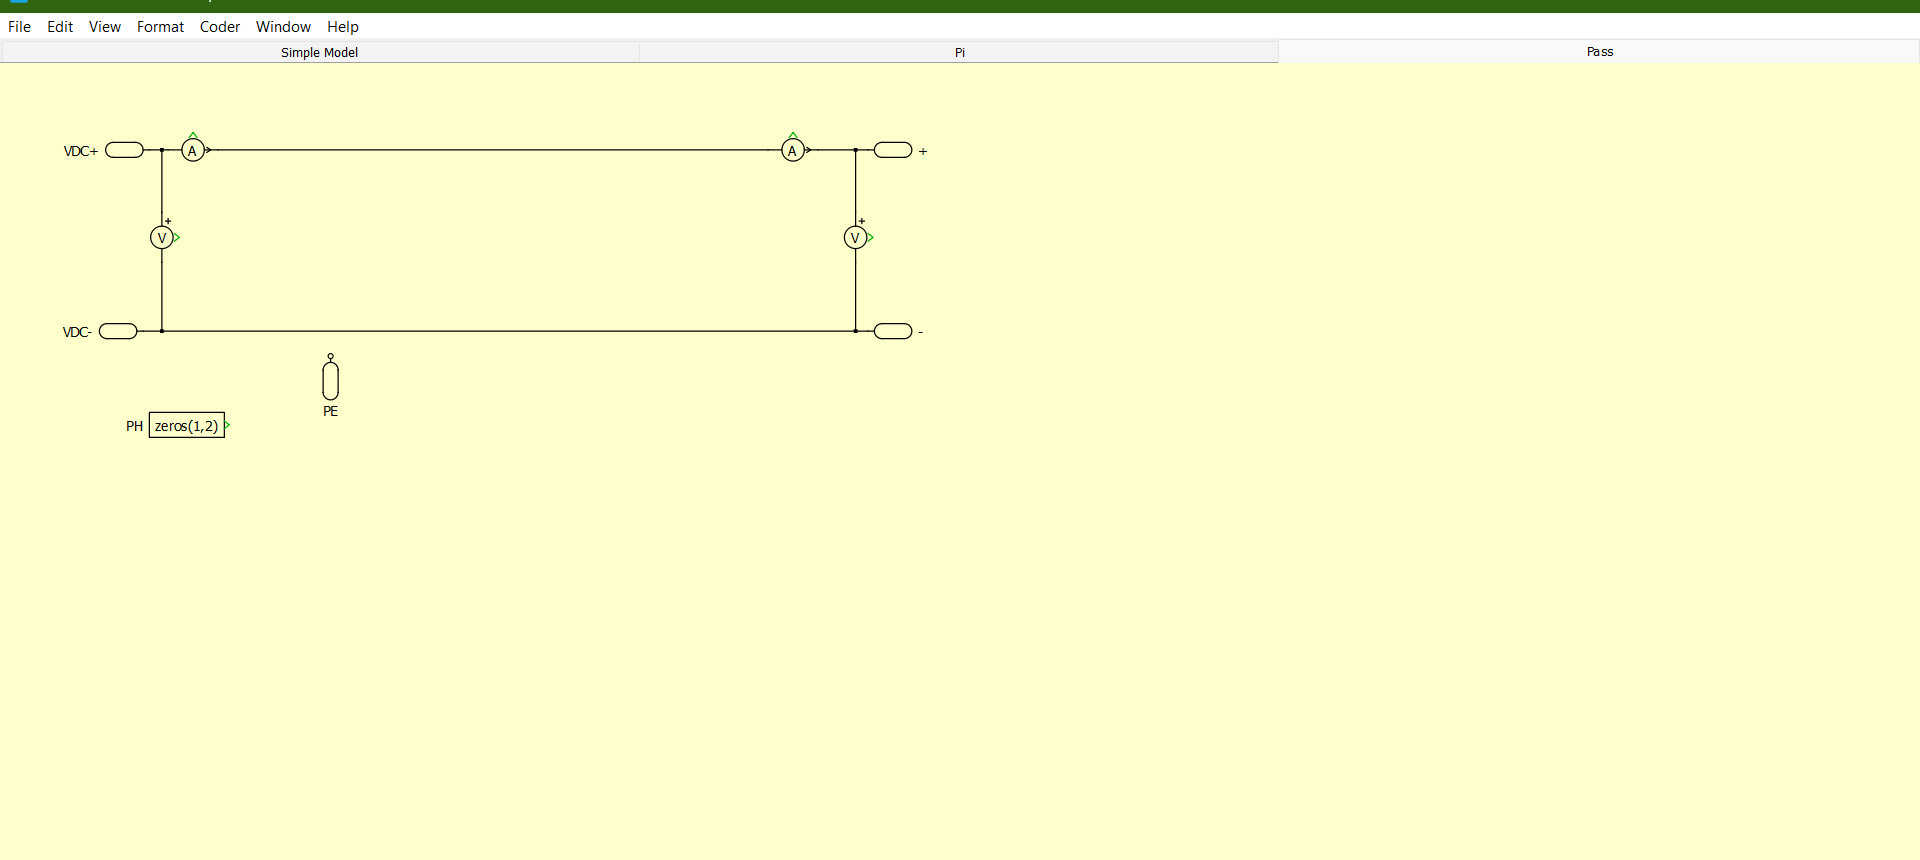 File Edit View Format Coder Window Help
Simple Model Pi Pass
VDC+ A A +
+ +
V V
VDC- -
PE
PH zeros(1,2)